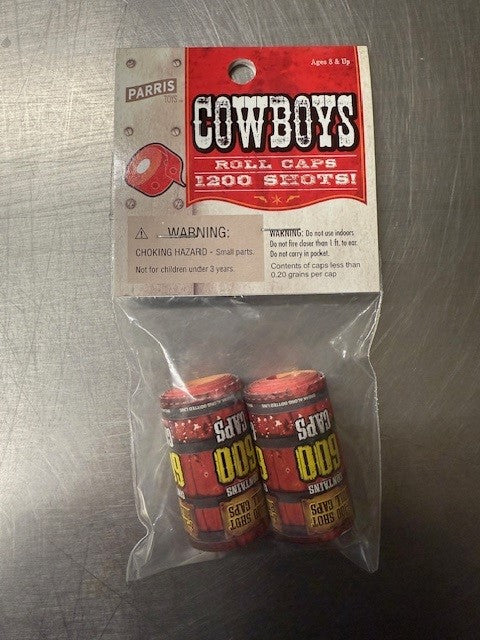 Ages 8 & Up
PARRIS
TOYS
COWBOYS
ROLL CAPS
1200 SHOTS!
WARNING:
CHOKING HAZARD - Small parts.
Not for children under 3 years.
WARNING: Do not use indoors.
Do not fire closer than 1 ft. to ear.
Do not carry in pocket.
Contents of caps less than
0.20 grains per cap
CAPS
600
CONTAINS
SHOT
CAPS
CAPS
600
CONTAINS
SHOT
CAPS